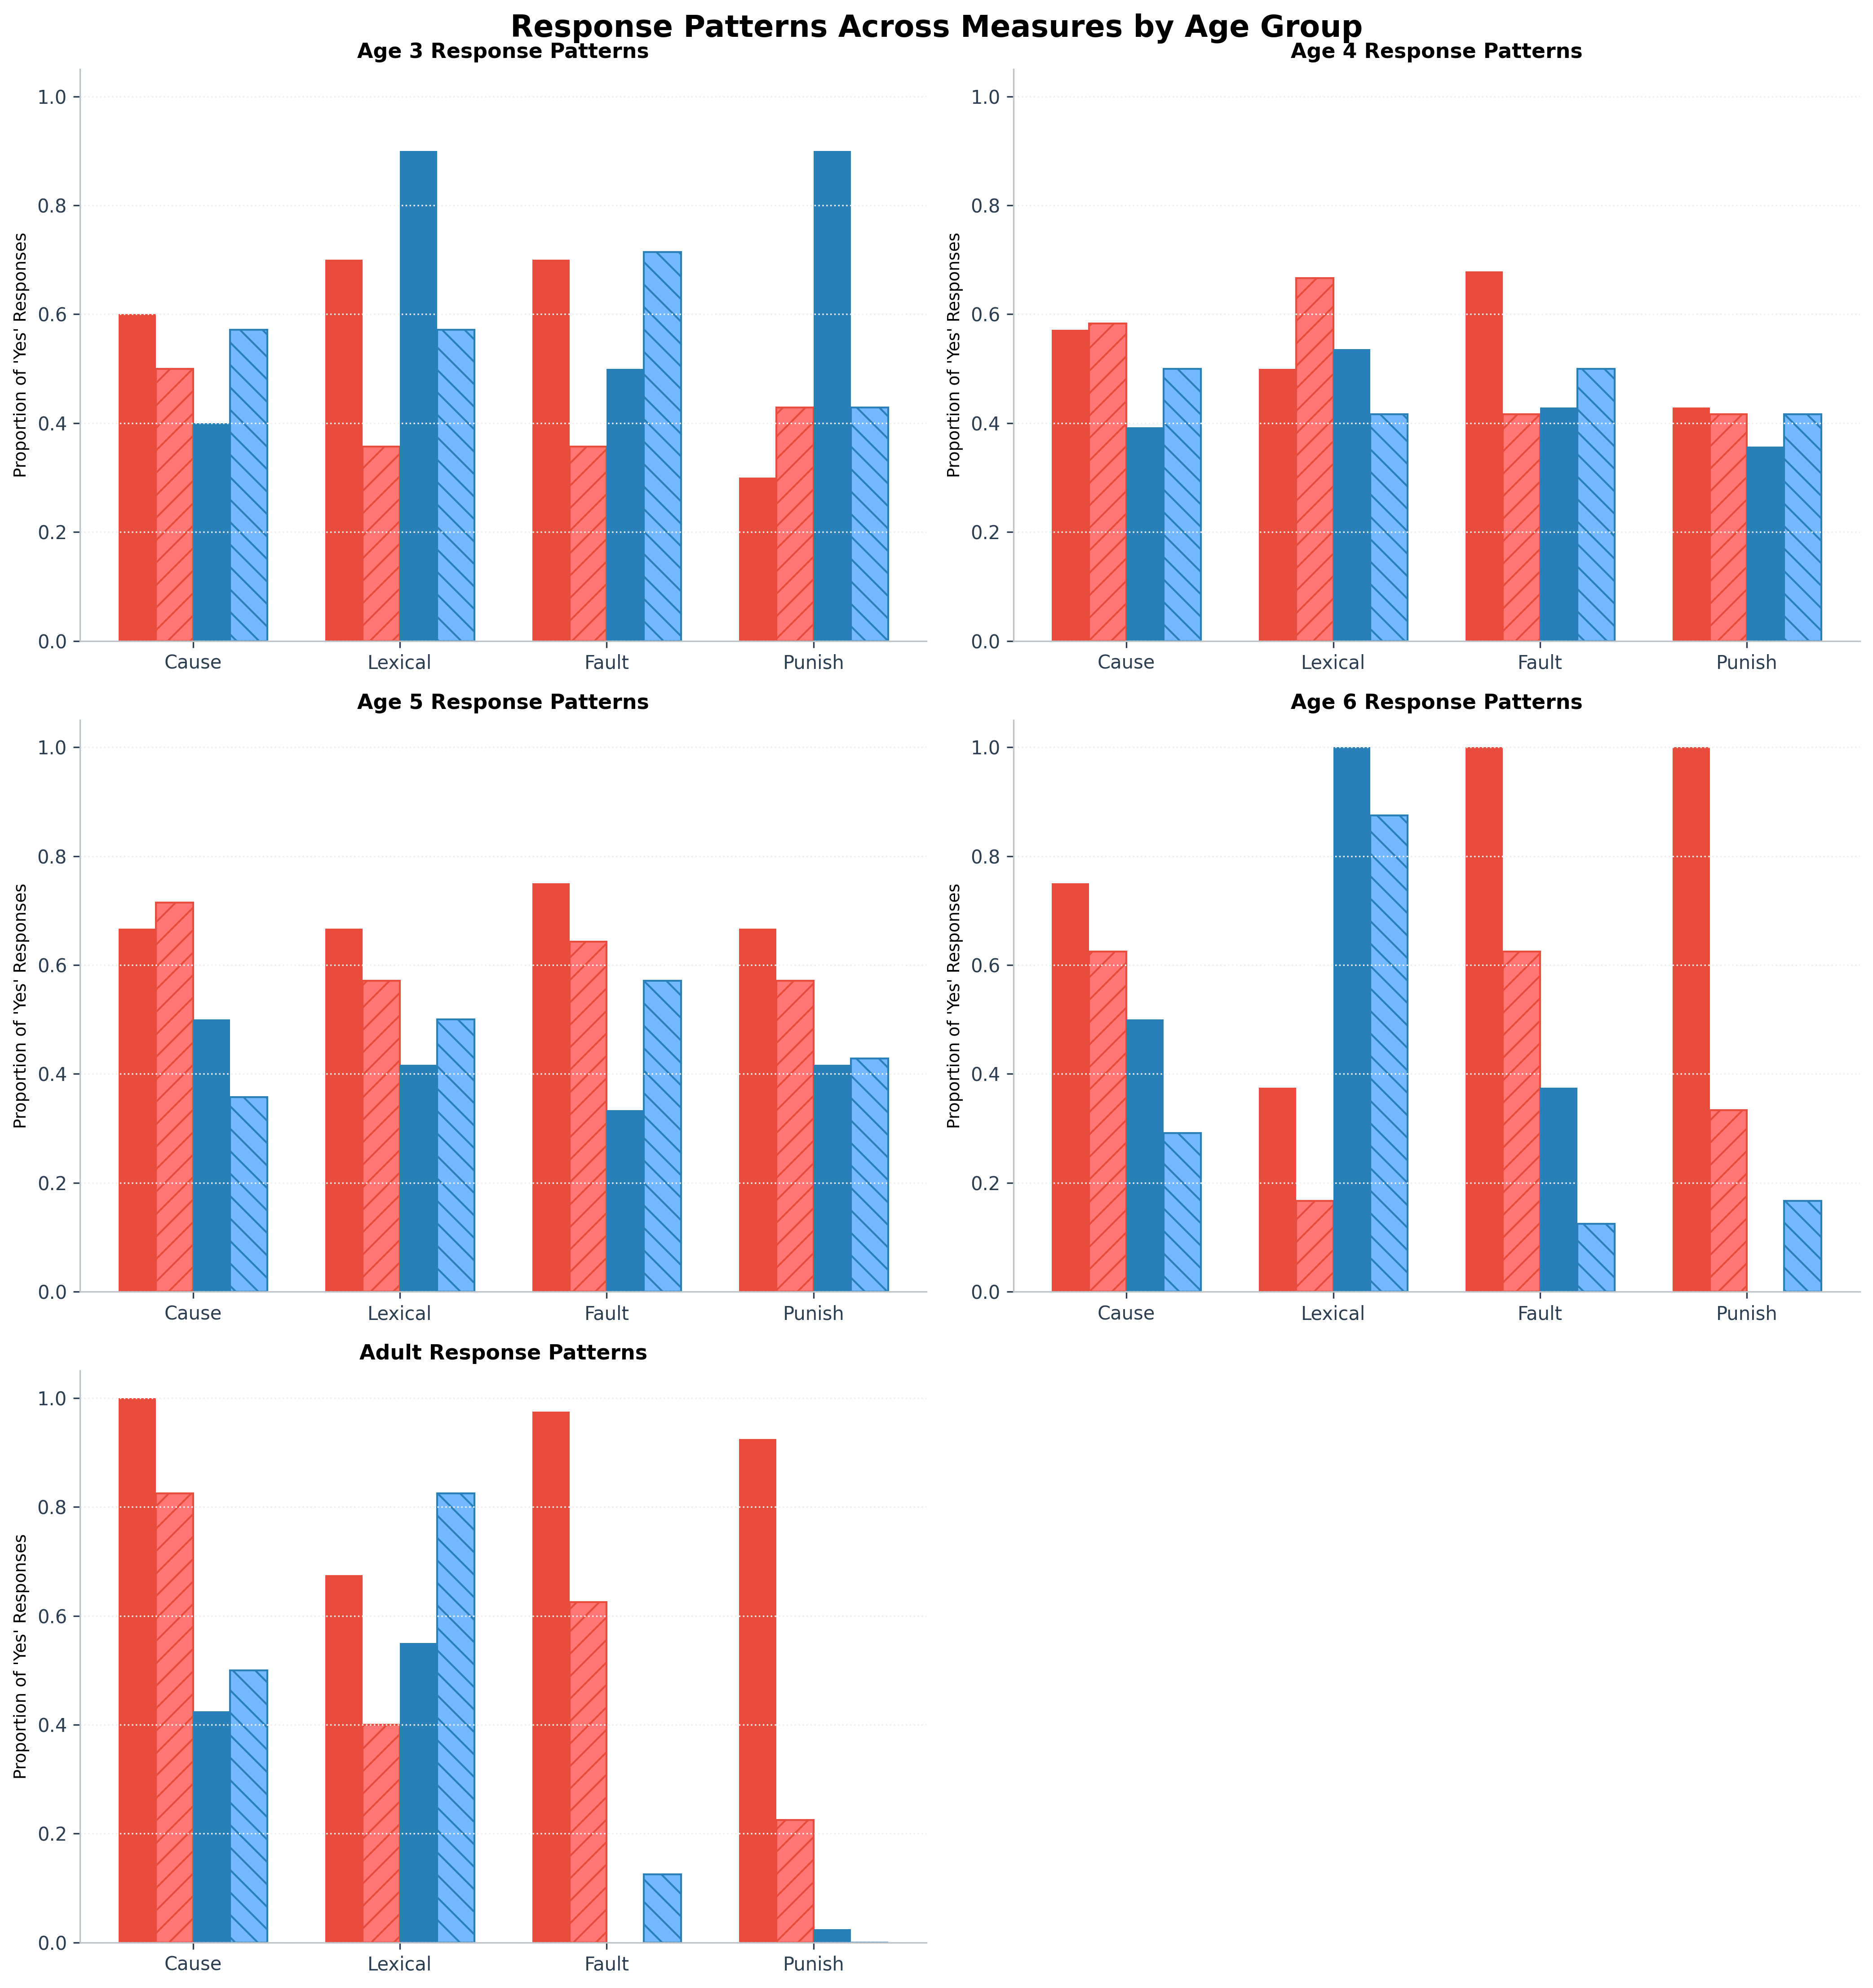 Response Patterns Across Measures by Age Group
Age 3 Response Patterns
Proportion of 'Yes' Responses
1.0
0.8
0.6
0.4
0.2
0.0
Cause Lexical Fault Punish
Age 4 Response Patterns
Proportion of 'Yes' Responses
1.0
0.8
0.6
0.4
0.2
0.0
Cause Lexical Fault Punish
Age 5 Response Patterns
Proportion of 'Yes' Responses
1.0
0.8
0.6
0.4
0.2
0.0
Cause Lexical Fault Punish
Age 6 Response Patterns
Proportion of 'Yes' Responses
1.0
0.8
0.6
0.4
0.2
0.0
Cause Lexical Fault Punish
Adult Response Patterns
Proportion of 'Yes' Responses
1.0
0.8
0.6
0.4
0.2
0.0
Cause Lexical Fault Punish